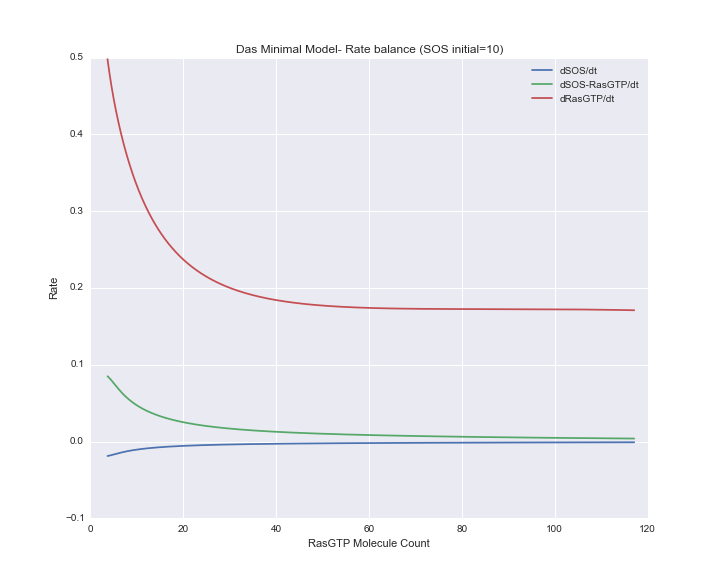 Das Minimal Model- Rate balance (SOS initial=10)
0.5
0.4
0.3
0.2
0.1
0.0
−0.1
Rate
dSOS/dt
dSOS-RasGTP/dt
dRasGTP/dt
0 20 40 60 80 100 120
RasGTP Molecule Count